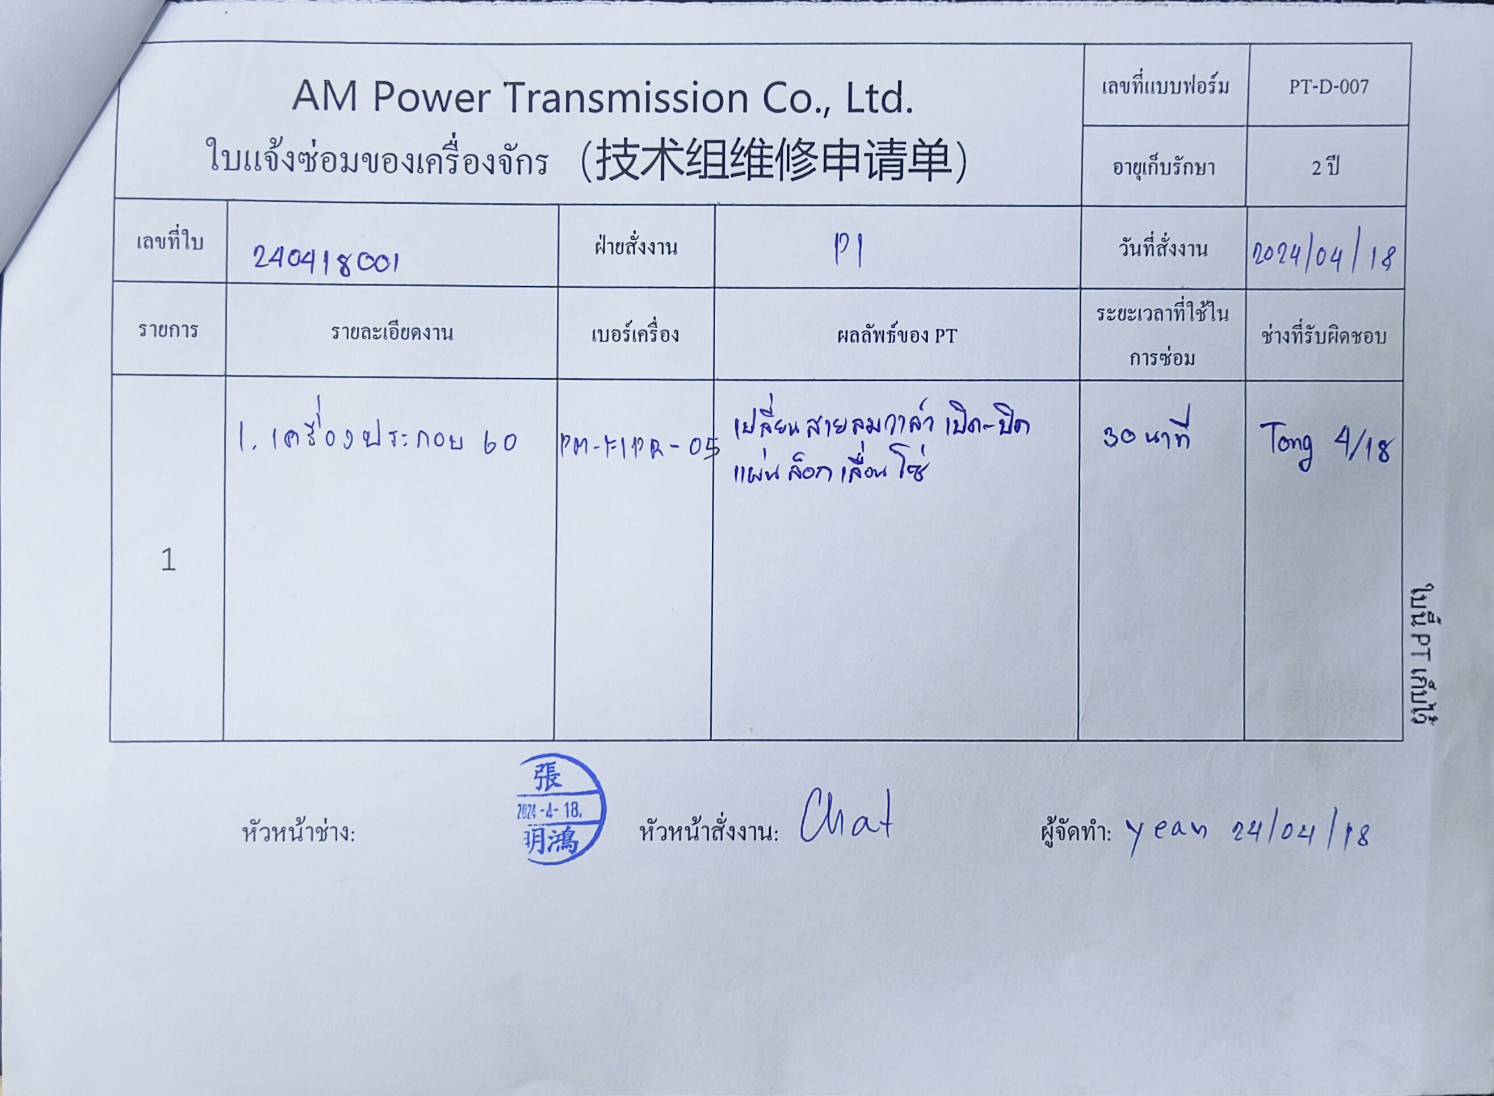 AM Power Transmission Co., Ltd.
ใบแจ้งซ่อมของเครื่องจักร (技术组维修申请单)
เลขที่แบบฟอร์ม PT-D-007
อายุเก็บรักษา 2 ปี
เลขที่ใบ 240418001 ฝ่ายสั่งงาน P1 วันที่สั่งงาน 2024/04/18
รายการ รายละเอียดงาน เบอร์เครื่อง ผลลัพธ์ของ PT ระยะเวลาที่ใช้ใน ช่างที่รับผิดชอบ
การซ่อม
1. เครื่องประกอบ 60 เปลี่ยนสายลมวาล์ว เปิด-ปิด 30 นาที Tong 4/18
แผ่นล็อก เลื่อนโซ่
1
ใบนี้ PT เก็บไว้
張
2024-4-18.
明鴻
หัวหน้าช่าง: หัวหน้าสั่งงาน: Chat ผู้จัดทำ: yean 24/04/18